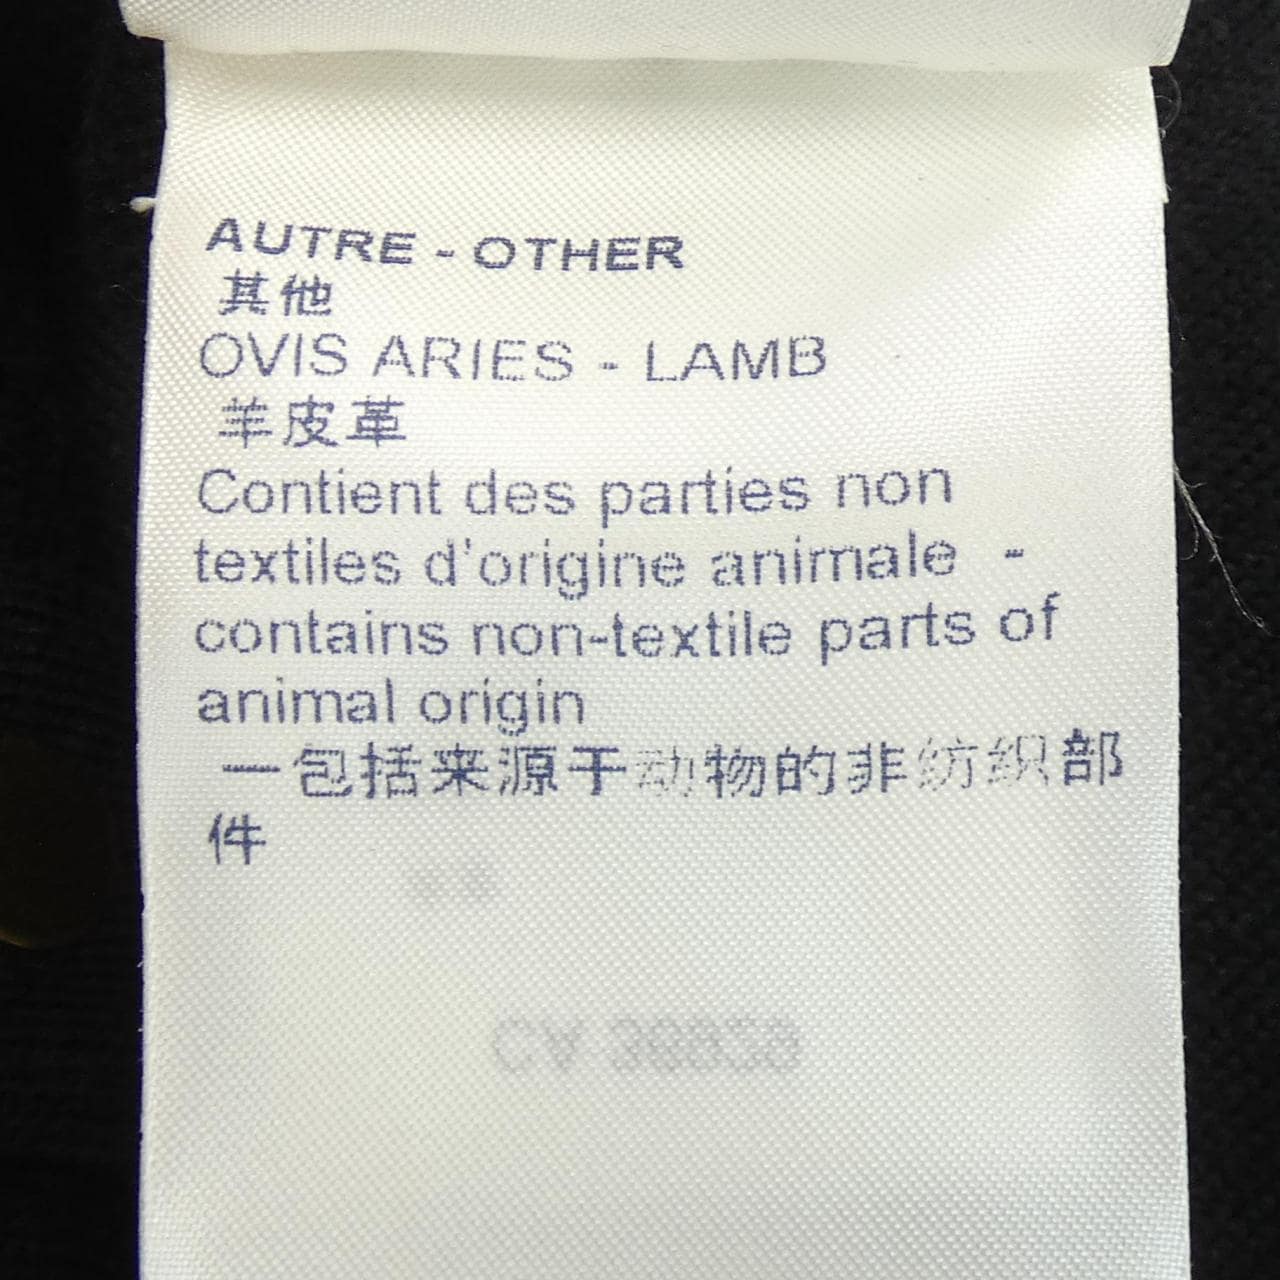 AUTRE - OTHER
其他
OVIS ARIES - LAMB
羊皮革
Contient des parties non
textiles d'origine animale -
contains non-textile parts of
animal origin
一包括来源于动物的非纺织部
件